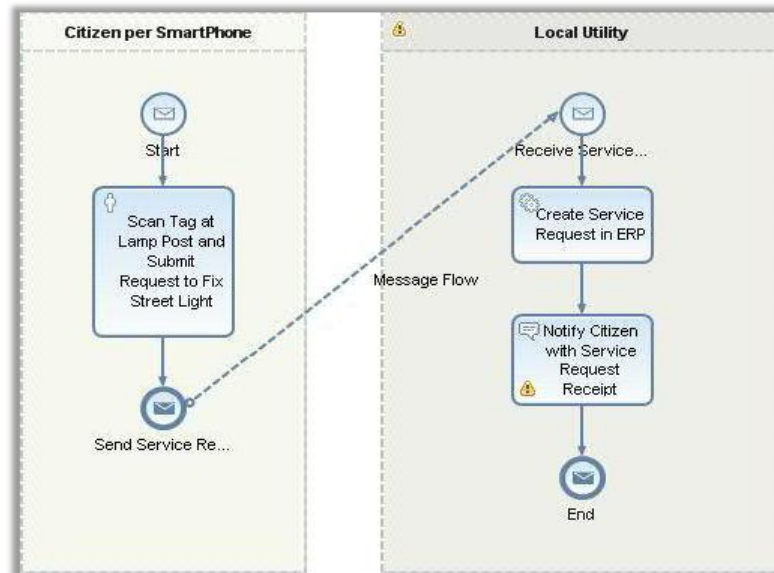 Citizen per SmartPhone
Local Utility
Start
Scan Tag at
Lamp Post and
Submit
Request to Fix
Street Light
Send Service Re...
Message Flow
Receive Service...
Create Service
Request in ERP
Notify Citizen
with Service
Request
Receipt
End